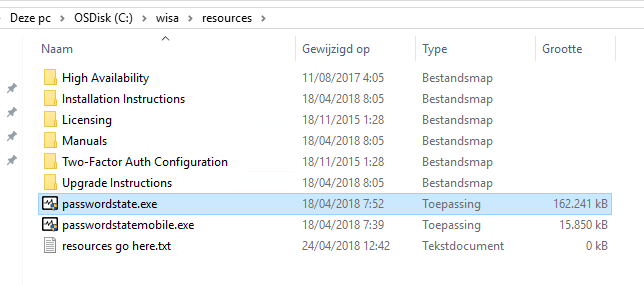 Deze pc > OSDisk (C:) > wisa > resources >
Naam Gewijzigd op Type Grootte
High Availability 11/08/2017 4:05 Bestandsmap
Installation Instructions 18/04/2018 8:05 Bestandsmap
Licensing 18/11/2015 1:28 Bestandsmap
Manuals 18/04/2018 8:05 Bestandsmap
Two-Factor Auth Configuration 18/11/2015 1:28 Bestandsmap
Upgrade Instructions 18/04/2018 8:05 Bestandsmap
passwordstate.exe 18/04/2018 7:52 Toepassing 162.241 kB
passwordstatemobile.exe 18/04/2018 7:39 Toepassing 15.850 kB
resources go here.txt 24/04/2018 12:42 Tekstdocument 0 kB